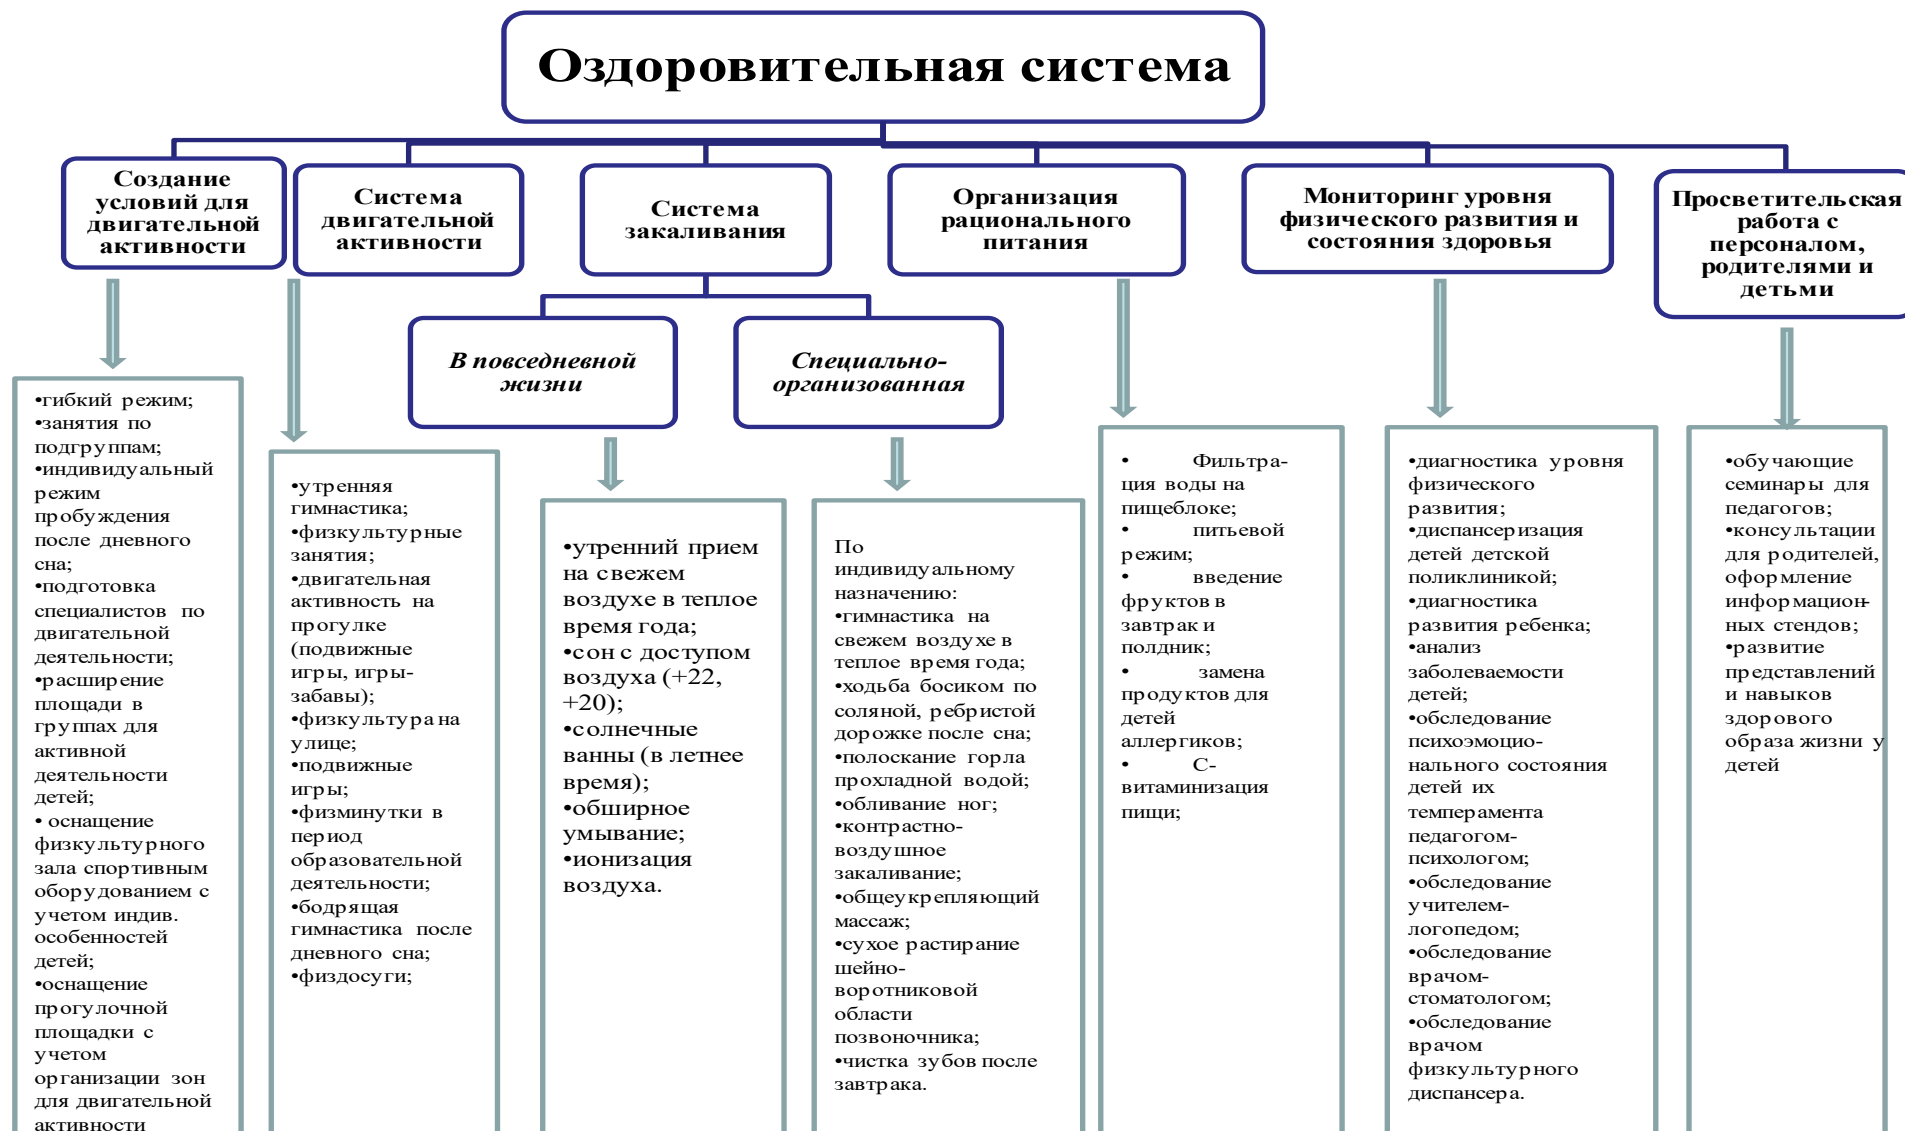 Оздоровительная система
Создание
условий для
двигательной
активности
Система
двигательной
активности
Система
закаливания
Организация
рационального
питания
Мониторинг уровня
физического развития и
состояния здоровья
Просветительская
работа с
персоналом,
родителями и
детьми
В повседневной
жизни
Специально-
организованная
•гибкий режим;
•занятия по
подгруппам;
•индивидуальный
режим
пробуждения
после дневного
сна;
•подготовка
специалистов по
двигательной
деятельности;
•расширение
площади в
группах для
активной
деятельности
детей;
• оснащение
физкультурного
зала спортивным
оборудованием с
учетом индив.
особенностей
детей;
•оснащение
прогулочной
площадки с
учетом
организации зон
для двигательной
активности
•утренняя
гимнастика;
•физкультурные
занятия;
•двигательная
активность на
прогулке
(подвижные
игры, игры-
забавы);
•физкультура на
улице;
•подвижные
игры;
•физминутки в
период
образовательной
деятельности;
•бодрящая
гимнастика после
дневного сна;
•физдосуги;
•утренний прием
на свежем
воздухе в теплое
время года;
•сон с доступом
воздуха (+22,
+20);
•солнечные
ванны (в летнее
время);
•обширное
умывание;
•ионизация
воздуха.
По
индивидуальному
назначению:
•гимнастика на
свежем воздухе в
теплое время года;
•ходьба босиком по
соляной, ребристой
дорожке после сна;
•полоскание горла
прохладной водой;
•обливание ног;
•контрастно-
воздушное
закаливание;
•общеукрепляющий
массаж;
•сухое растирание
шейно-
воротниковой
области
позвоночника;
•чистка зубов после
завтрака.
• Фильтра-
ция воды на
пищеблоке;
• питьевой
режим;
• введение
фруктов в
завтрак и
полдник;
• замена
продуктов для
детей
аллергиков;
• С-
витаминизация
пищи;
•диагностика уровня
физического
развития;
•диспансеризация
детей детской
поликлиникой;
•диагностика
развития ребенка;
•анализ
заболеваемости
детей;
•обследование
психоэмоцио-
нального состояния
детей их
темперамента
педагогом-
психологом;
•обследование
учителем-
логопедом;
•обследование
врачом-
стоматологом;
•обследование
врачом
физкультурного
диспансера.
•обучающие
семинары для
педагогов;
•консультации
для родителей,
оформление
информацион-
ных стендов;
•развитие
представлений
и навыков
здорового
образа жизни у
детей